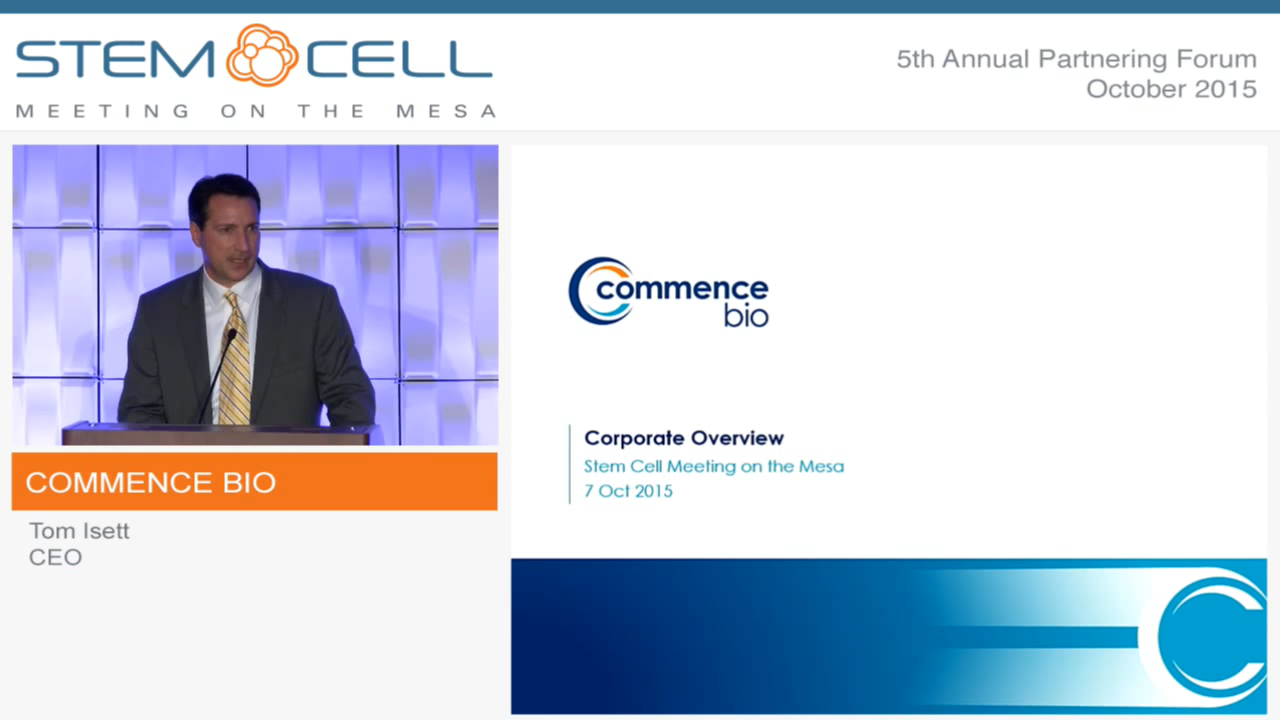 STEM CELL
MEETING ON THE MESA
5th Annual Partnering Forum
October 2015
commence
bio
Corporate Overview
Stem Cell Meeting on the Mesa
7 Oct 2015
COMMENCE BIO
Tom Isett
CEO